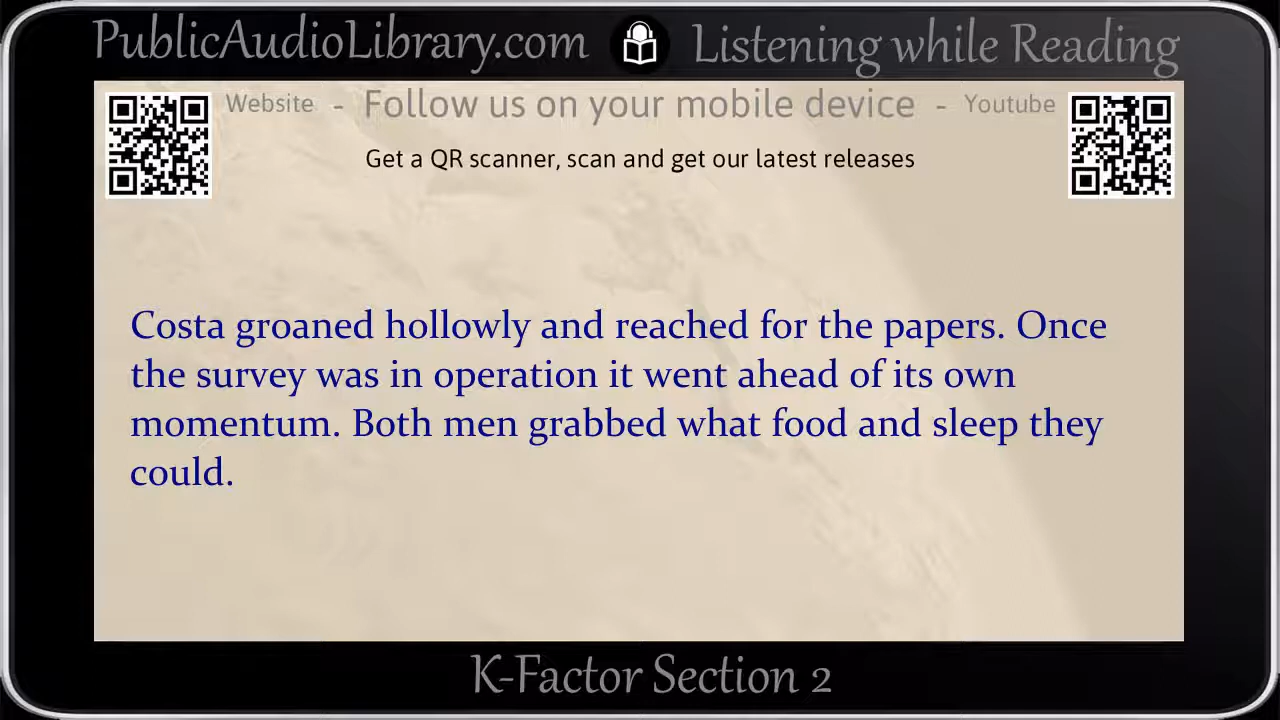 PublicAudioLibrary.com Listening while Reading
Website - Follow us on your mobile device - Youtube
Get a QR scanner, scan and get our latest releases
Costa groaned hollowly and reached for the papers. Once
the survey was in operation it went ahead of its own
momentum. Both men grabbed what food and sleep they
could.
K-Factor Section 2